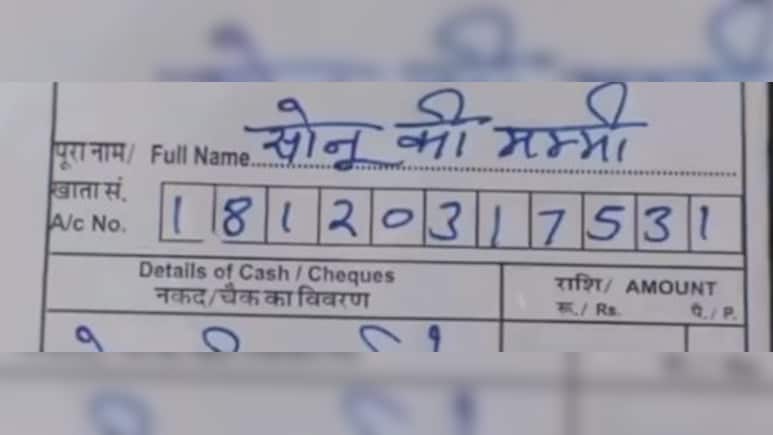 पूरा नाम/ Full Name सोनू की मम्मी
खाता सं.
A/c No. 1 8 1 2 0 3 1 7 5 3 1
Details of Cash / Cheques राशि/ AMOUNT
नकद/चैक का विवरण रू./ Rs. पै./ P.